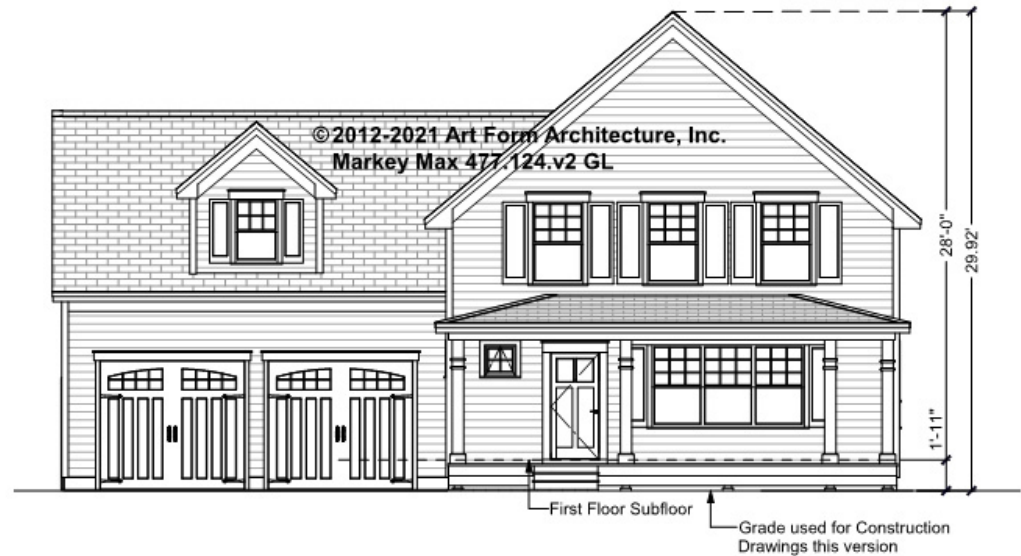 © 2012-2021 Art Form Architecture, Inc.
Markey Max 477.124.v2 GL
28'-0"
29.92'
1'-11"
First Floor Subfloor
Grade used for Construction
Drawings this version